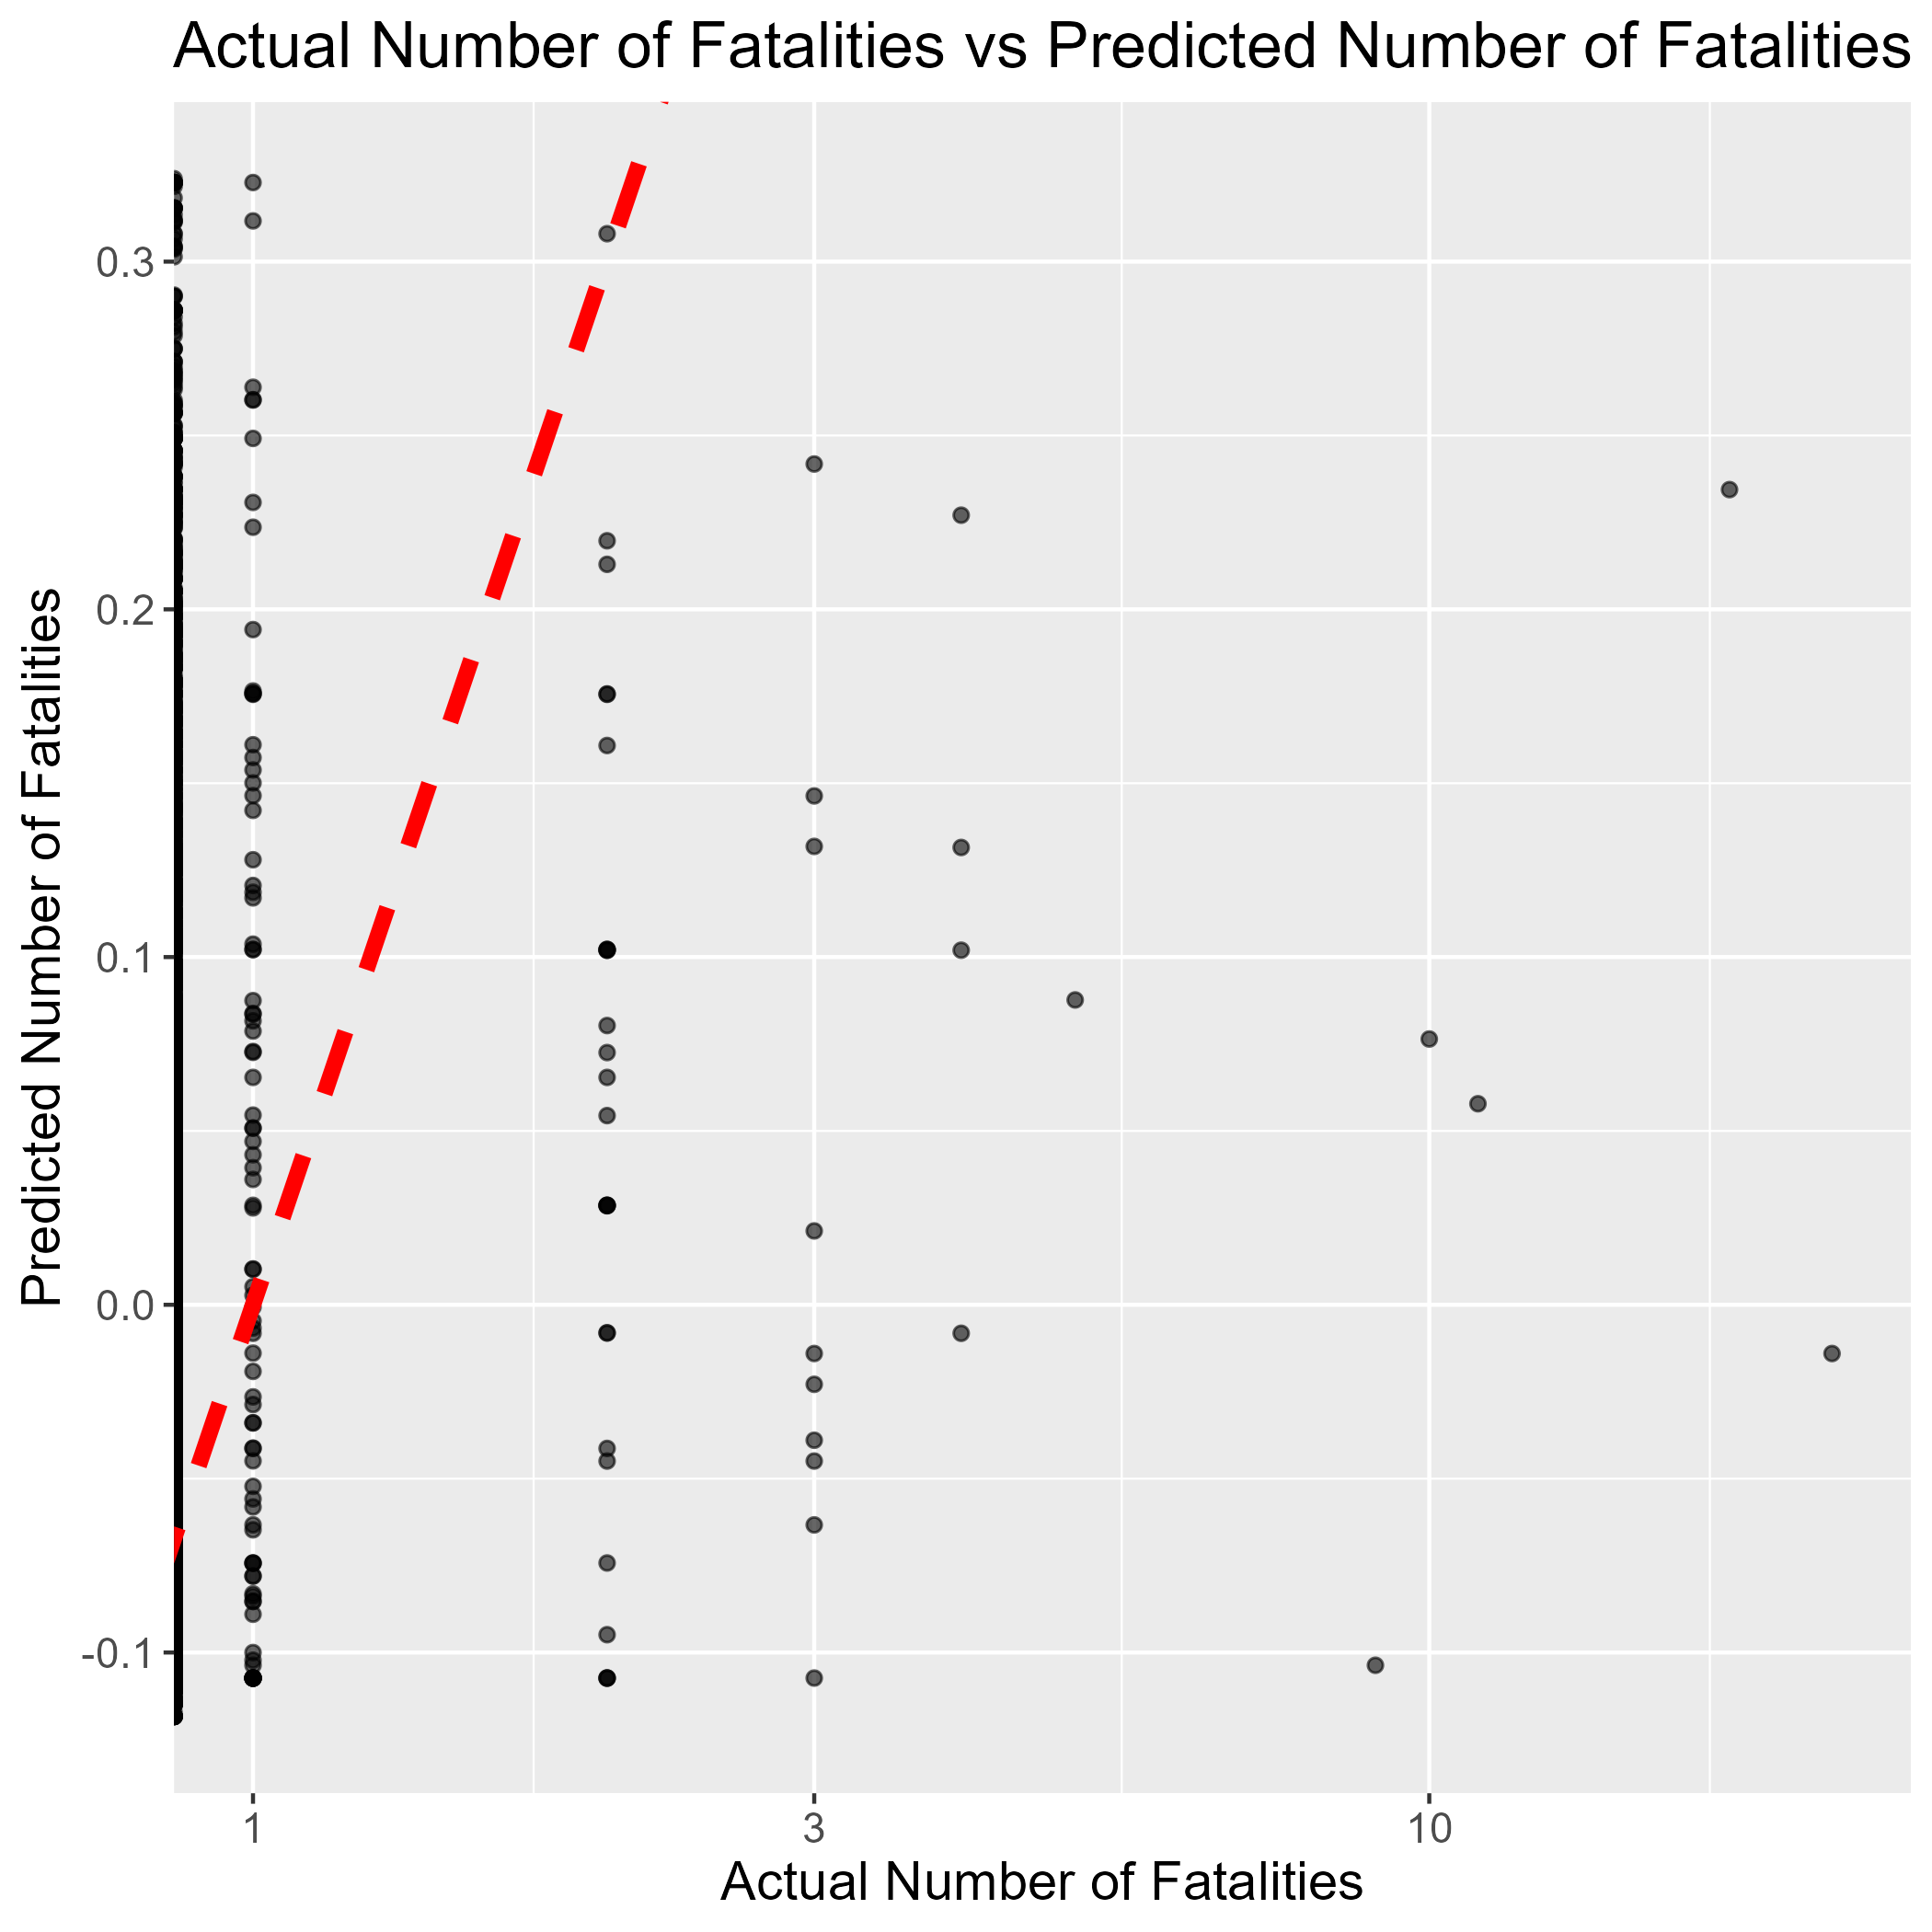 Actual Number of Fatalities vs Predicted Number of Fatalities
Predicted Number of Fatalities
0.3
0.2
0.1
0.0
-0.1
1
3
10
Actual Number of Fatalities